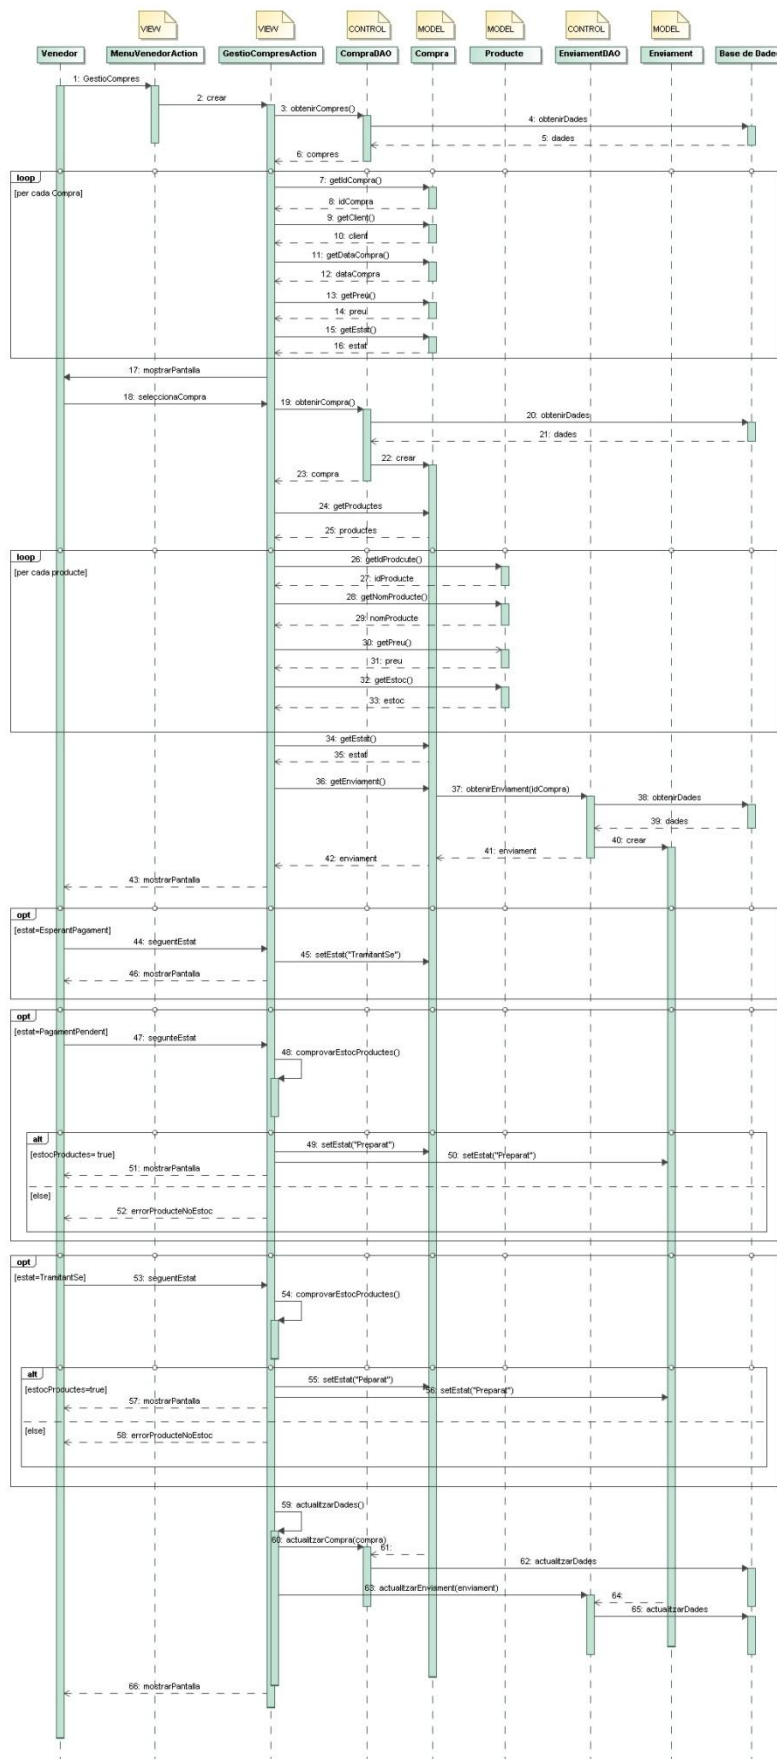 VIEW
VIEW
CONTROL
MODEL
MODEL
CONTROL
MODEL
Venedor
MenuVenedorAction
GestioCompresAction
CompraDAO
Compra
Producte
EnviamentDAO
Enviament
Base de Dades
1: GestioCompres
2: crear
3: obtenirCompres()
4: obtenirDades
5: dades
6: compres
loop
[per cada Compra]
7: getIdCompra()
8: idCompra
9: getClient()
10: client
11: getDataCompra()
12: dataCompra
13: getPreu()
14: preu
15: getEstat()
16: estat
17: mostrarPantalla
18: seleccionaCompra
19: obtenirCompra()
20: obtenirDades
21: dades
22: crear
23: compra
24: getProductes
25: productes
loop
[per cada producte]
26: getIdProdcute()
27: idProducte
28: getNomProducte()
29: nomProducte
30: getPreu()
31: preu
32: getEstoc()
33: estoc
34: getEstat()
35: estat
36: getEnviament()
37: obtenirEnviament(idCompra)
38: obtenirDades
39: dades
40: crear
41: enviament
42: enviament
43: mostrarPantalla
opt
[estat=EsperantPagament]
44: seguentEstat
45: setEstat("TramitantSe")
46: mostrarPantalla
opt
[estat=PagamentPendent]
47: segunteEstat
48: comprovarEstocProductes()
alt
[estocProductes= true]
49: setEstat("Preparat")
50: setEstat("Preparat")
51: mostrarPantalla
[else]
52: errorProducteNoEstoc
opt
[estat=TramitantSe]
53: seguentEstat
54: comprovarEstocProductes()
alt
[estocProductes=true]
55: setEstat("Peparat")
56: setEstat("Preparat")
57: mostrarPantalla
[else]
58: errorProducteNoEstoc
59: actualitzarDades()
60: actualitzarCompra(compra)
61:
62: actualitzarDades
63: actualitzarEnviament(enviament)
64:
65: actualitzarDades
66: mostrarPantalla